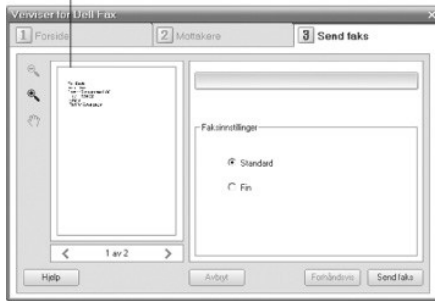 Veiviser for Dell Fax
1 Forside
2 Mottakere
3 Send faks
Faksinnstillinger
Standard
Fin
1 av 2
Hjelp
Avbryt
Forhåndsvis
Send faks